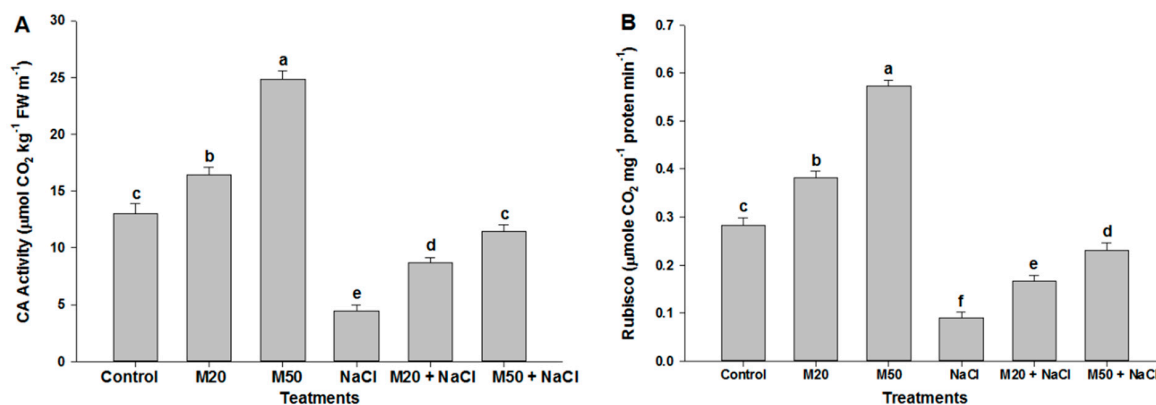 A
CA Activity (µmol CO₂ kg⁻¹ FW m⁻¹)
30
25
20
15
10
5
0
c
b
a
e
d
c
Control M20 M50 NaCl M20 + NaCl M50 + NaCl
Teatments
B
Rubisco (µmole CO₂ mg⁻¹ proten min⁻¹)
0.7
0.6
0.5
0.4
0.3
0.2
0.1
0.0
c
b
a
f
e
d
Control M20 M50 NaCl M20 + NaCl M50 + NaCl
Treatments